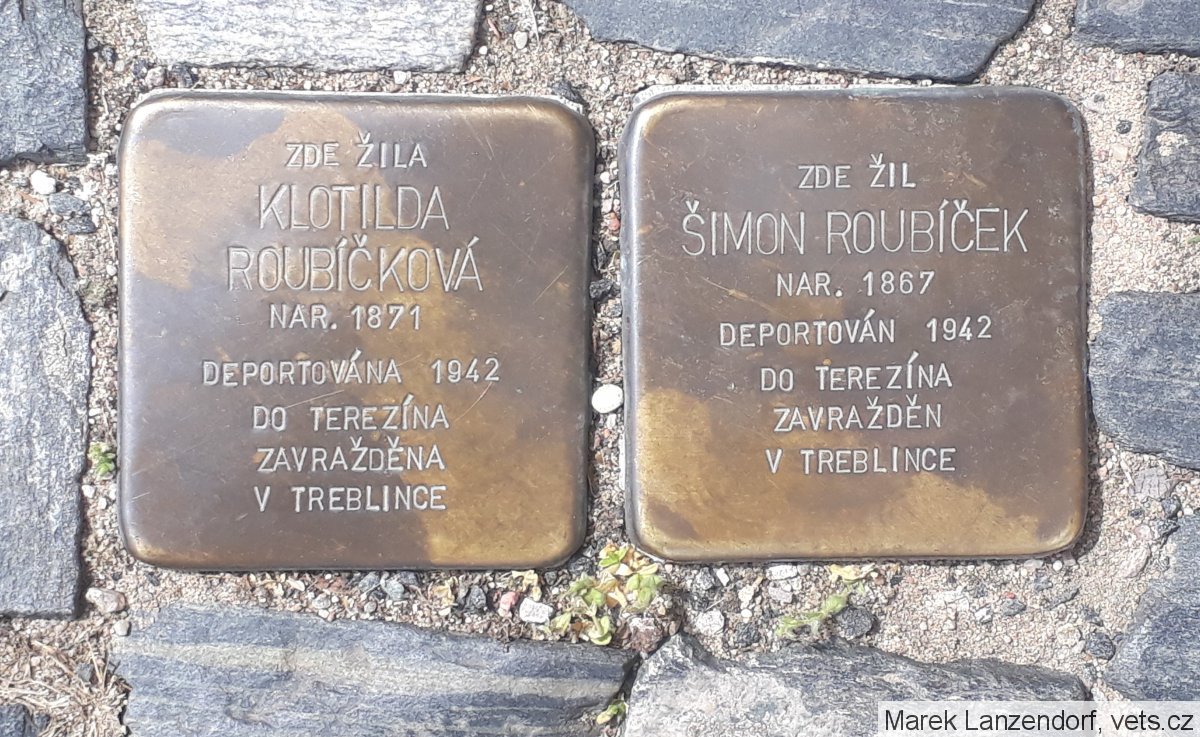 ZDE ŽILA
KLOTILDA
ROUBÍČKOVÁ
NAR. 1871
DEPORTOVÁNA 1942
DO TEREZÍNA
ZAVRAŽDĚNA
V TREBLINCE
ZDE ŽIL
ŠIMON ROUBÍČEK
NAR. 1867
DEPORTOVÁN 1942
DO TEREZÍNA
ZAVRAŽDĚN
V TREBLINCE
Marek Lanzendorf, vets.cz